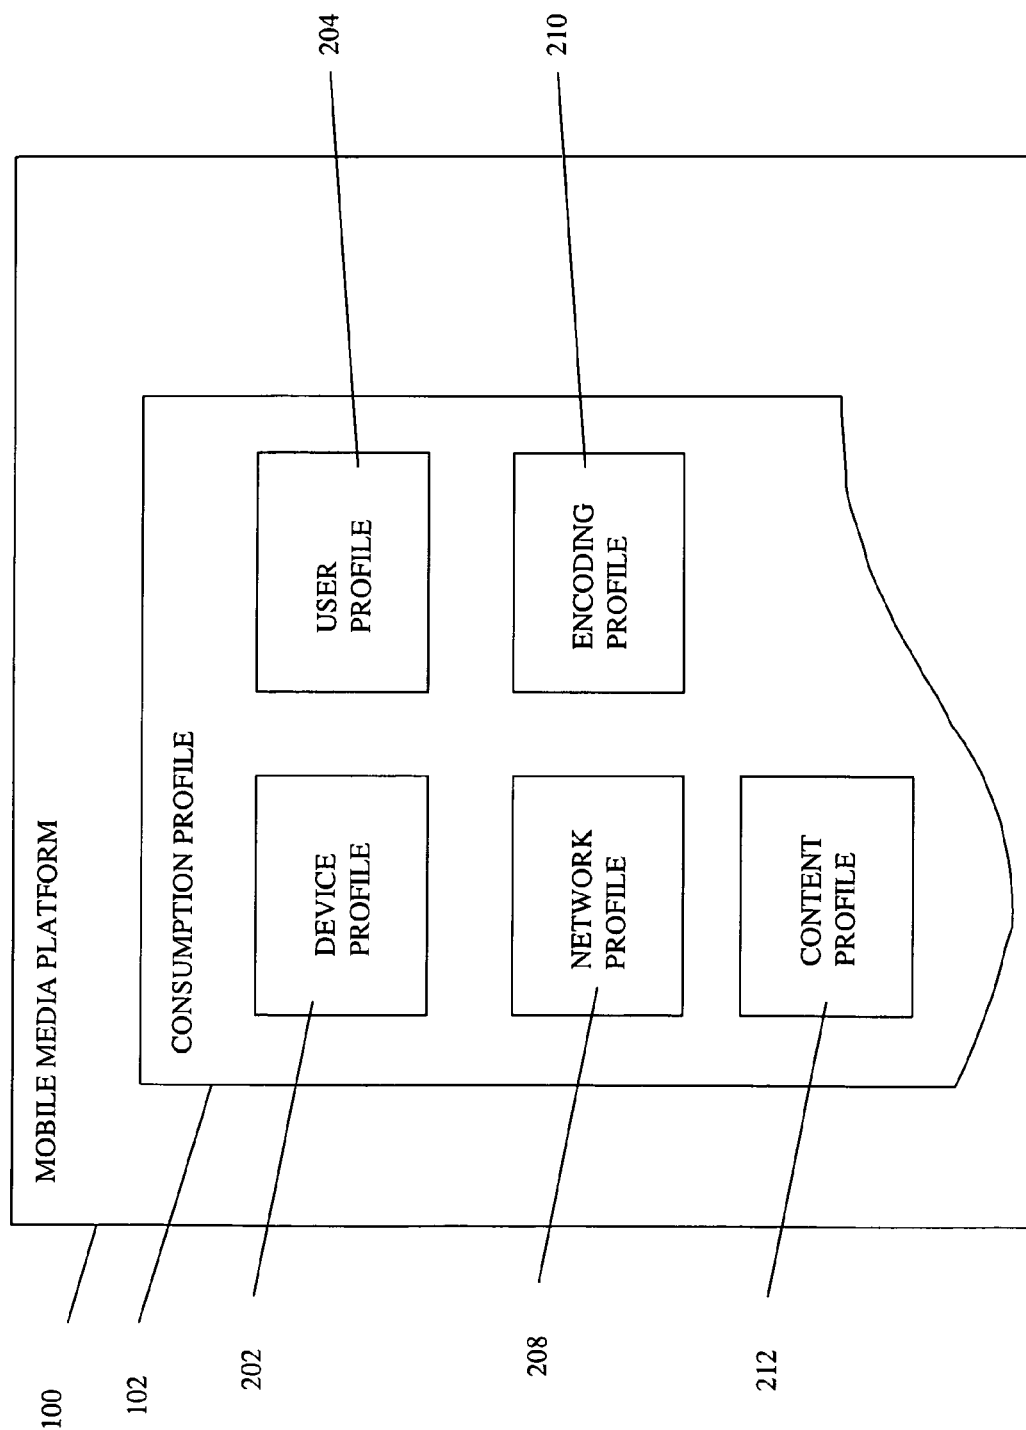 MOBILE MEDIA PLATFORM
CONSUMPTION PROFILE
DEVICE
PROFILE
USER
PROFILE
NETWORK
PROFILE
ENCODING
PROFILE
CONTENT
PROFILE
100
102
202
208
212
204
210